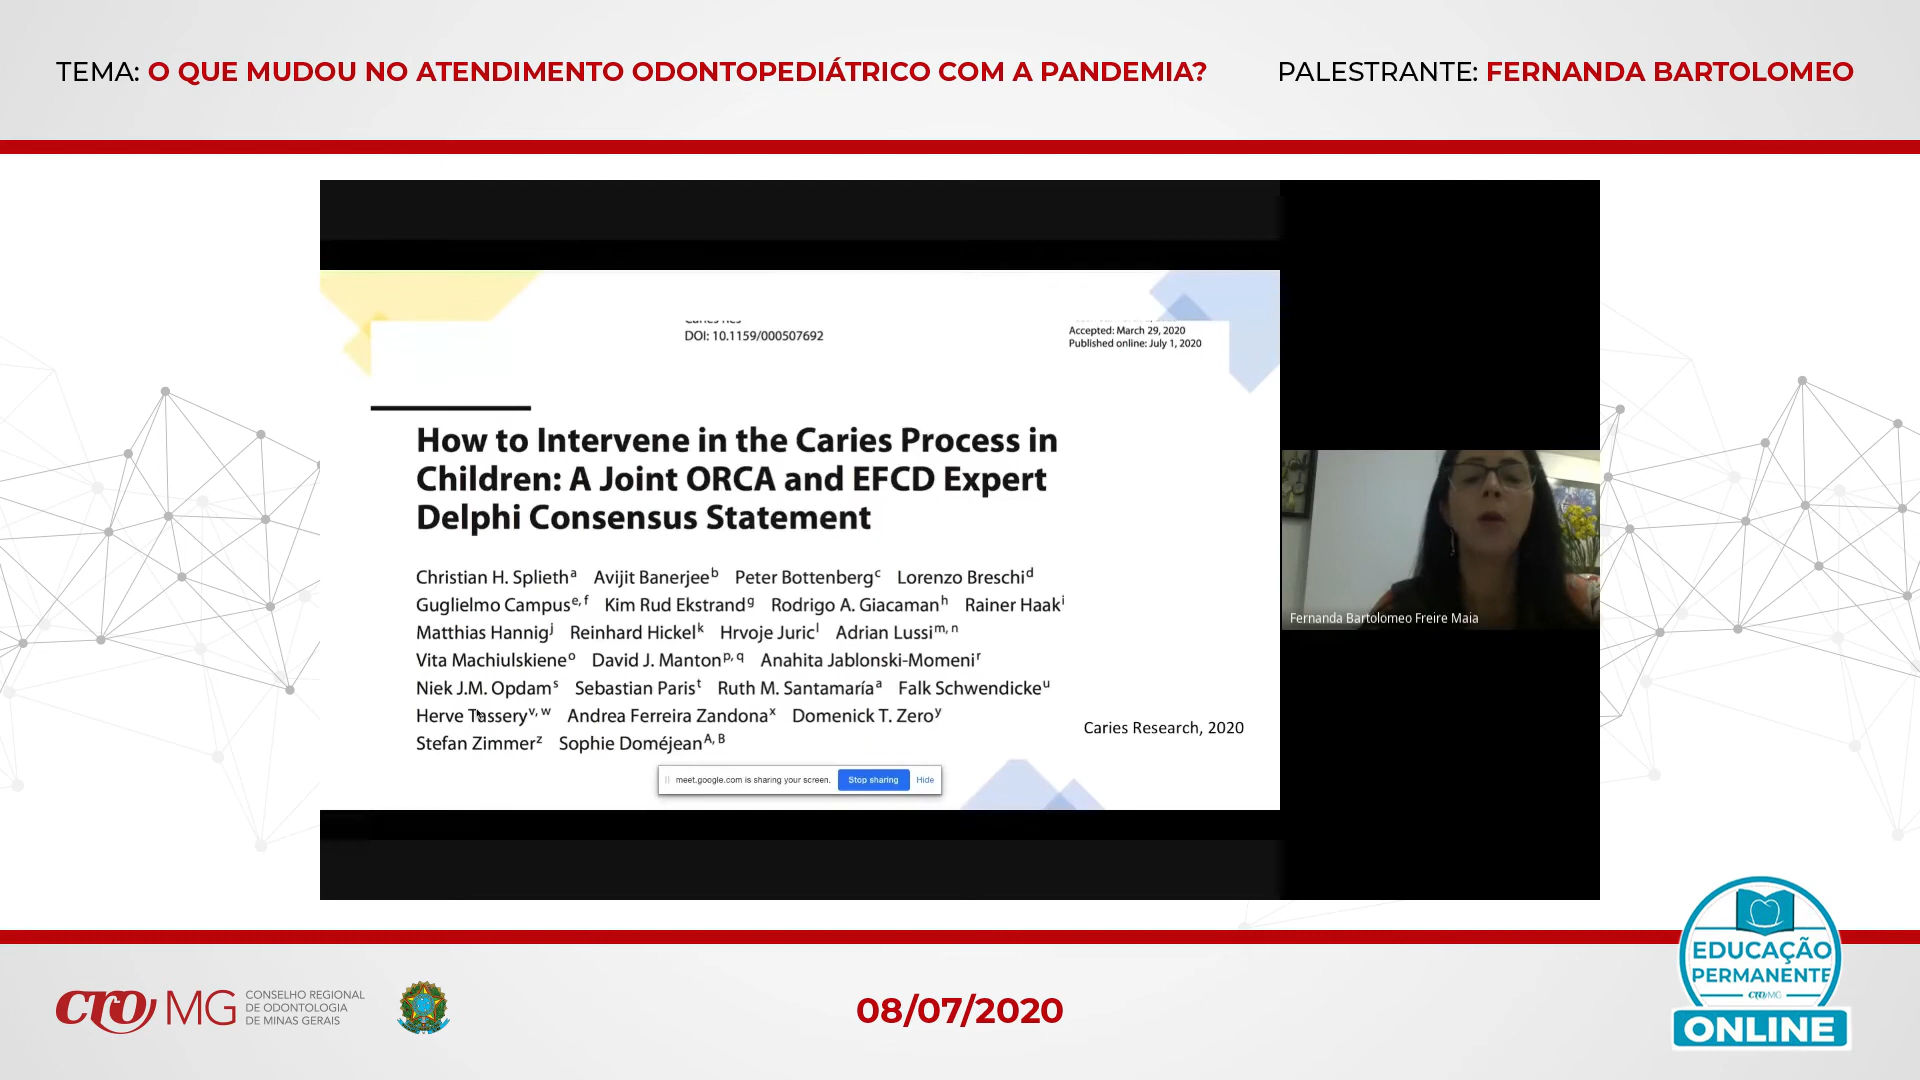 TEMA: O QUE MUDOU NO ATENDIMENTO ODONTOPEDIÁTRICO COM A PANDEMIA?
PALESTRANTE: FERNANDA BARTOLOMEO
DOI: 10.1159/000507692
Accepted: March 29, 2020
Published online: July 1, 2020
How to Intervene in the Caries Process in
Children: A Joint ORCA and EFCD Expert
Delphi Consensus Statement
Christian H. Splieth a Avijit Banerjee b Peter Bottenberg c Lorenzo Breschi d
Guglielmo Campus e, f Kim Rud Ekstrand g Rodrigo A. Giacaman h Rainer Haak i
Matthias Hannig j Reinhard Hickel k Hrvoje Juric l Adrian Lussi m, n
Vita Machiulskiene o David J. Manton p, q Anahita Jablonski-Momeni r
Niek J.M. Opdam s Sebastian Paris t Ruth M. Santamaría a Falk Schwendicke u
Herve Tassery v, w Andrea Ferreira Zandona x Domenick T. Zero y
Stefan Zimmer z Sophie Doméjean A, B
Caries Research, 2020
meet.google.com is sharing your screen. Stop sharing Hide
Fernanda Bartolomeo Freire Maia
CRO MG CONSELHO REGIONAL
DE ODONTOLOGIA
DE MINAS GERAIS
08/07/2020
EDUCAÇÃO
PERMANENTE
CRO MG
ONLINE